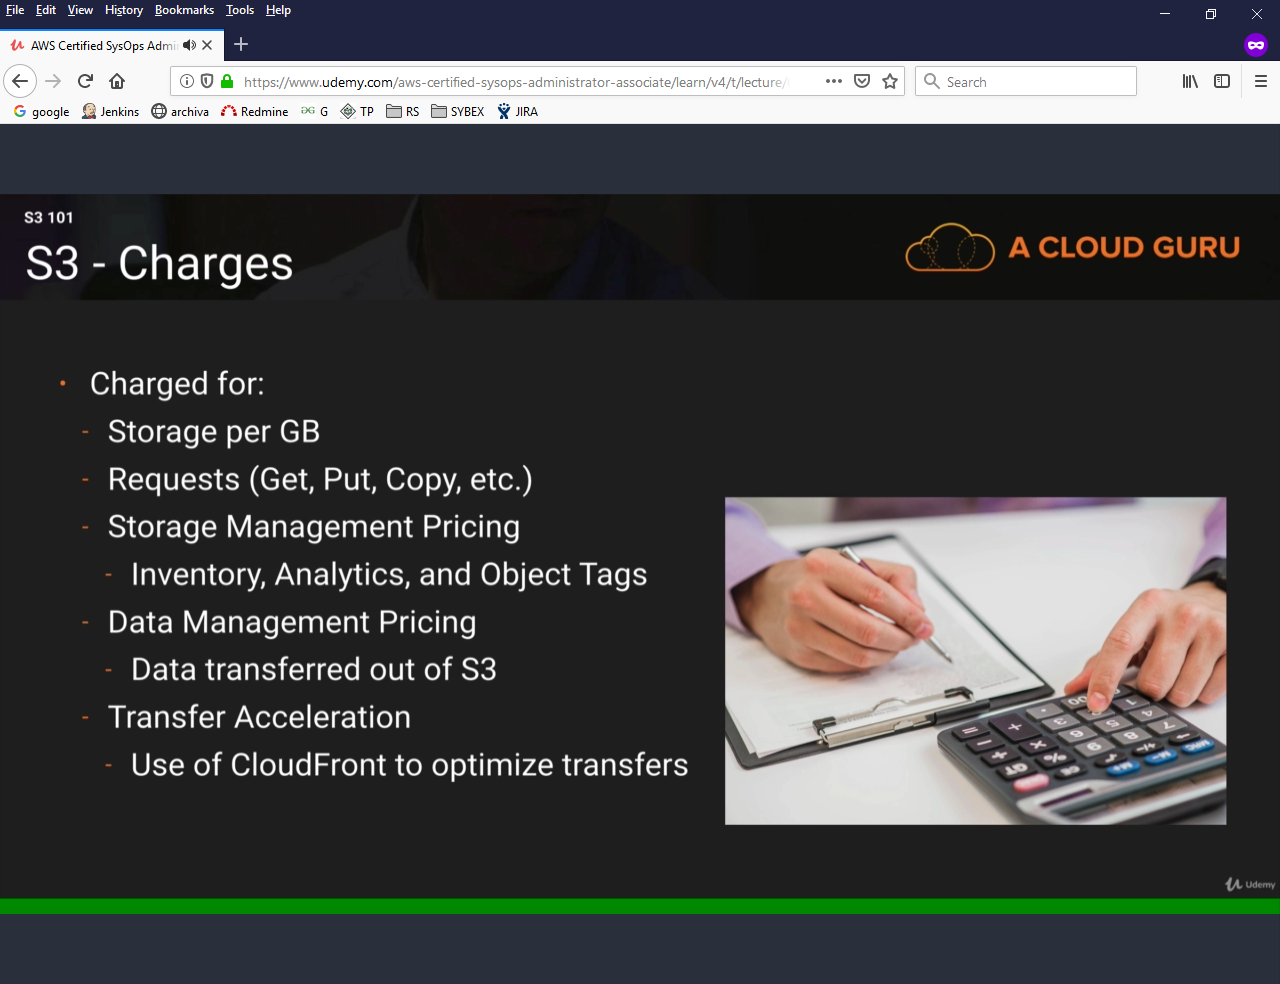 File Edit View History Bookmarks Tools Help
AWS Certified SysOps Admi
https://www.udemy.com/aws-certified-sysops-administrator-associate/learn/v4/t/lecture/
Search
google Jenkins archiva Redmine G TP RS SYBEX JIRA
S3 101
S3 - Charges
A CLOUD GURU
• Charged for:
- Storage per GB
- Requests (Get, Put, Copy, etc.)
- Storage Management Pricing
- Inventory, Analytics, and Object Tags
- Data Management Pricing
- Data transferred out of S3
- Transfer Acceleration
- Use of CloudFront to optimize transfers
Udemy